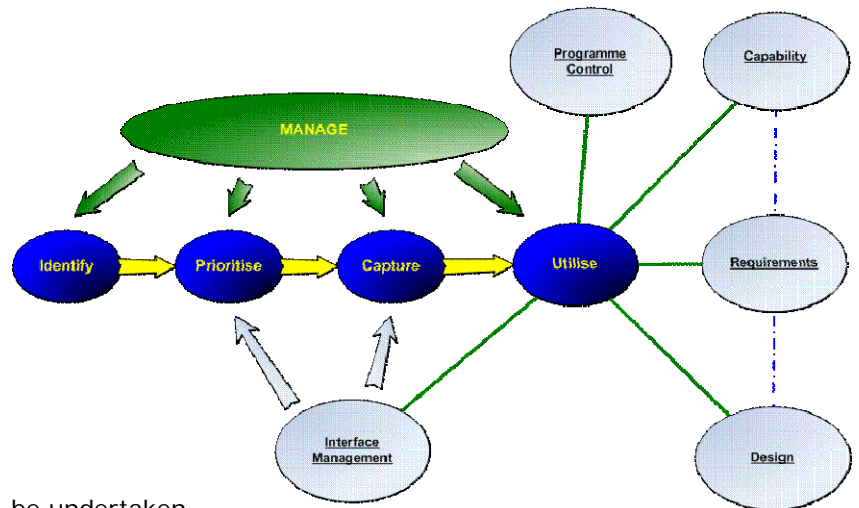 Programme
Control
Capability
MANAGE
Identify
Prioritise
Capture
Utilise
Requirements
Interface
Management
Design
be undertaken